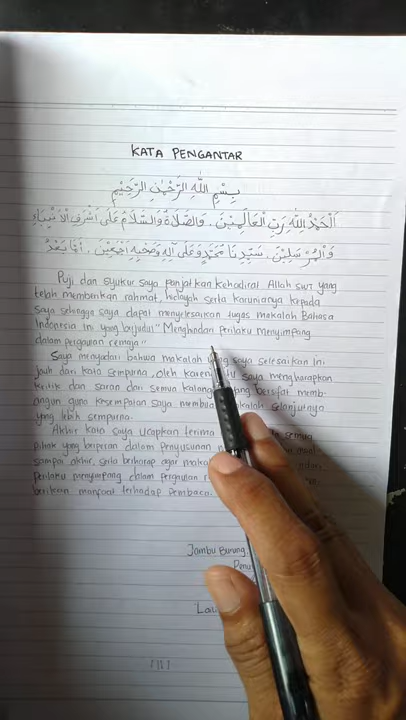 KATA PENGANTAR
بِسْمِ اللهِ الرَّحْمٰنِ الرَّحِيْمِ
اَلْحَمْدُ لِلّٰهِ رَبِّ الْعَالَمِيْنَ، وَالصَّلَاةُ وَالسَّلَامُ عَلَى أَشْرَفِ الْاَنْبِيَاءِ
وَالْمُرْسَلِيْنَ، سَيِّدِنَا مُحَمَّدٍ وَعَلَى آلِهِ وَصَحْبِهِ اَجْمَعِيْنَ، أَمَّا بَعْدُ
Puji dan syukur saya panjatkan kehadirat Allah swt yang
telah memberikan rahmat, hidayah serta karunianya kepada
saya sehingga saya dapat menyelesaikan tugas makalah Bahasa
Indonesia ini yang berjudul "Menghindari Perilaku menyimpang
dalam pergaulan remaja"
Saya menyadari bahwa makalah yang saya selesaikan ini
jauh dari kata sempurna, oleh karena itu saya mengharapkan
kritik dan saran dari semua kalangan yang bersifat memb-
angun guna kesempatan saya membuat makalah selanjutnya
yang lebih sempurna.
Akhir kata saya ucapkan terima semua
pihak yang berperan dalam penyusunan
sampai akhir, serta berharap agar
perilaku menyimpang dalam pergaulan
berikan manfaat terhadap pembaca.
Jambu Burung